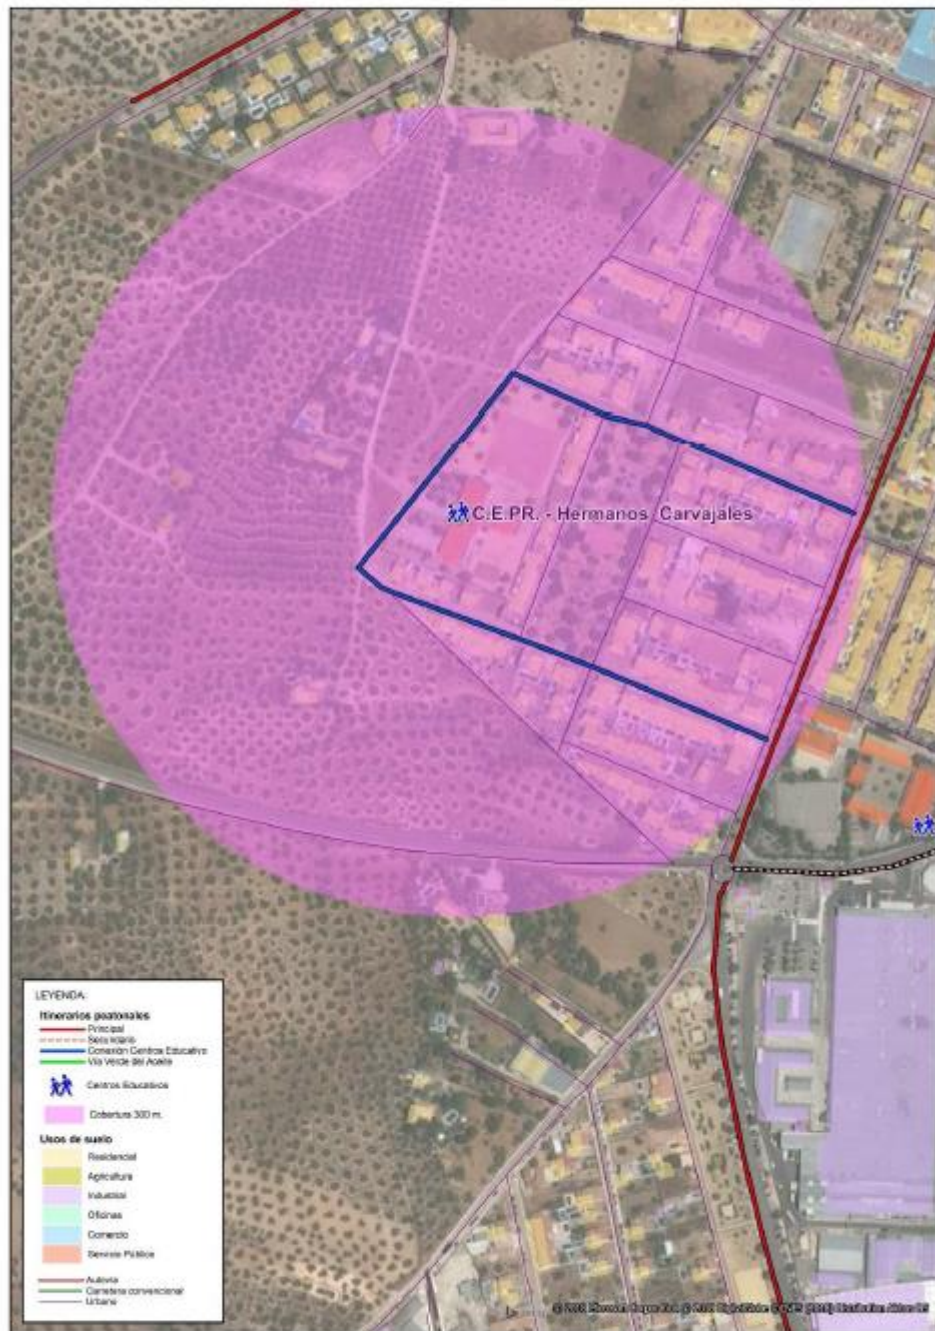 C.E.PR. - Hermanos Carvajales
LEYENDA
Itinerarios peatonales
Principal
Secundario
Conexión Centros Educativo
Vía Verde del Aceite
Centros Educativos
Cobertura 300 m.
Usos de suelo
Residencial
Agricultura
Industrial
Oficinas
Comercio
Servicio Público
Autovía
Carretera convencional
Urbano